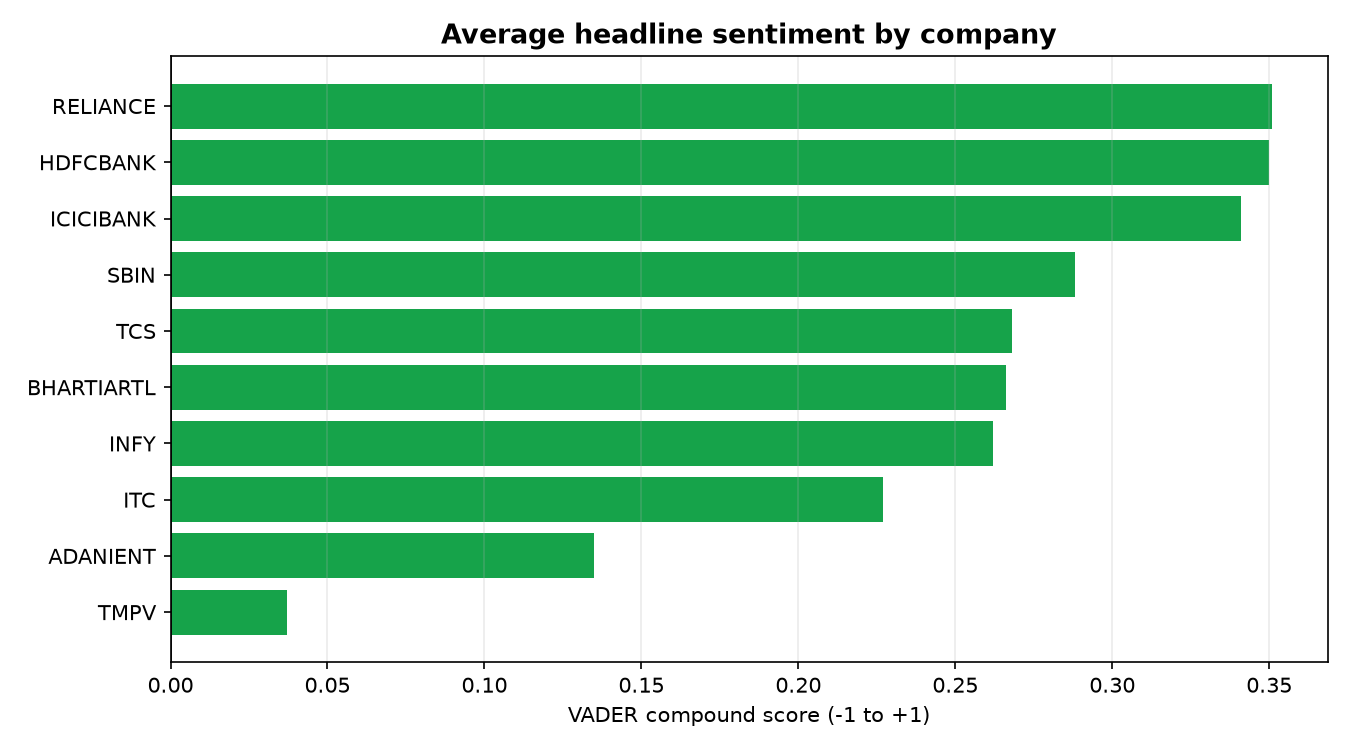 Average headline sentiment by company
RELIANCE
HDFCBANK
ICICIBANK
SBIN
TCS
BHARTIARTL
INFY
ITC
ADANIENT
TMPV
0.00 0.05 0.10 0.15 0.20 0.25 0.30 0.35
VADER compound score (-1 to +1)